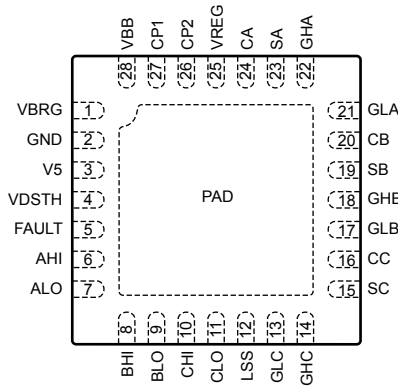 VBB
CP1
CP2
VREG
CA
SA
GHA
28
27
26
25
24
23
22
VBRG 1
GND 2
V5 3
VDSTH 4
FAULT 5
AHI 6
ALO 7
PAD
21 GLA
20 CB
19 SB
18 GHB
17 GLB
16 CC
15 SC
8
9
10
11
12
13
14
BHI
BLO
CHI
CLO
LSS
GLC
GHC